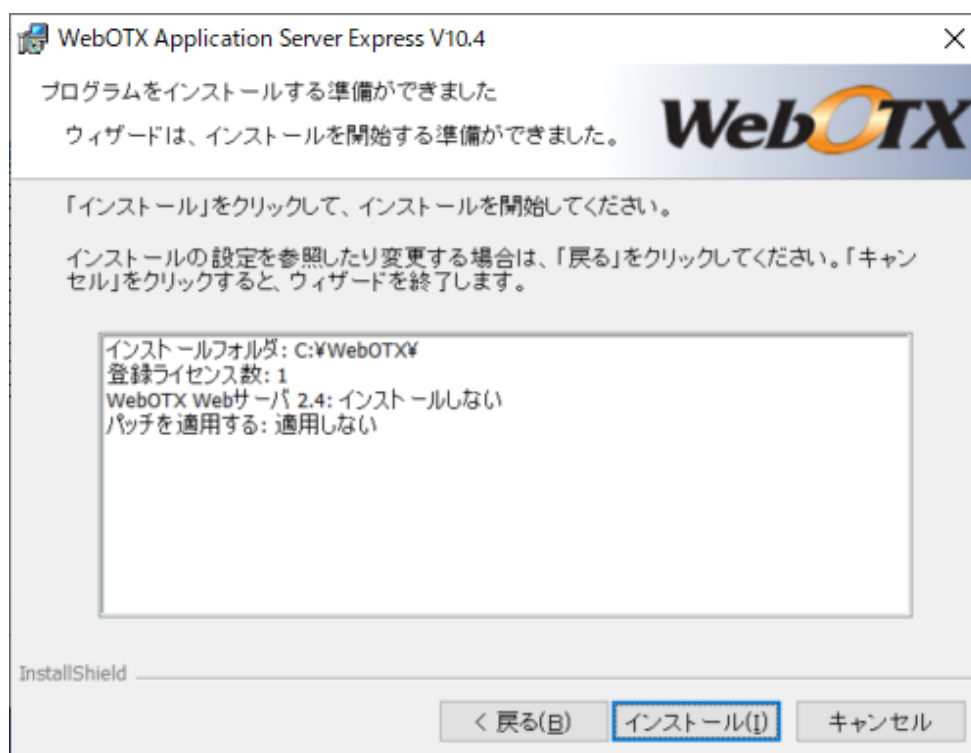 WebOTX Application Server Express V10.4
プログラムをインストールする準備ができました
ウィザードは、インストールを開始する準備ができました。
WebOTX
「インストール」をクリックして、インストールを開始してください。
インストールの設定を参照したり変更する場合は、「戻る」をクリックしてください。「キャン
セル」をクリックすると、ウィザードを終了します。
インストールフォルダ: C:¥WebOTX¥
登録ライセンス数: 1
WebOTX Webサーバ 2.4: インストールしない
パッチを適用する: 適用しない
InstallShield
< 戻る(B)
インストール(I)
キャンセル